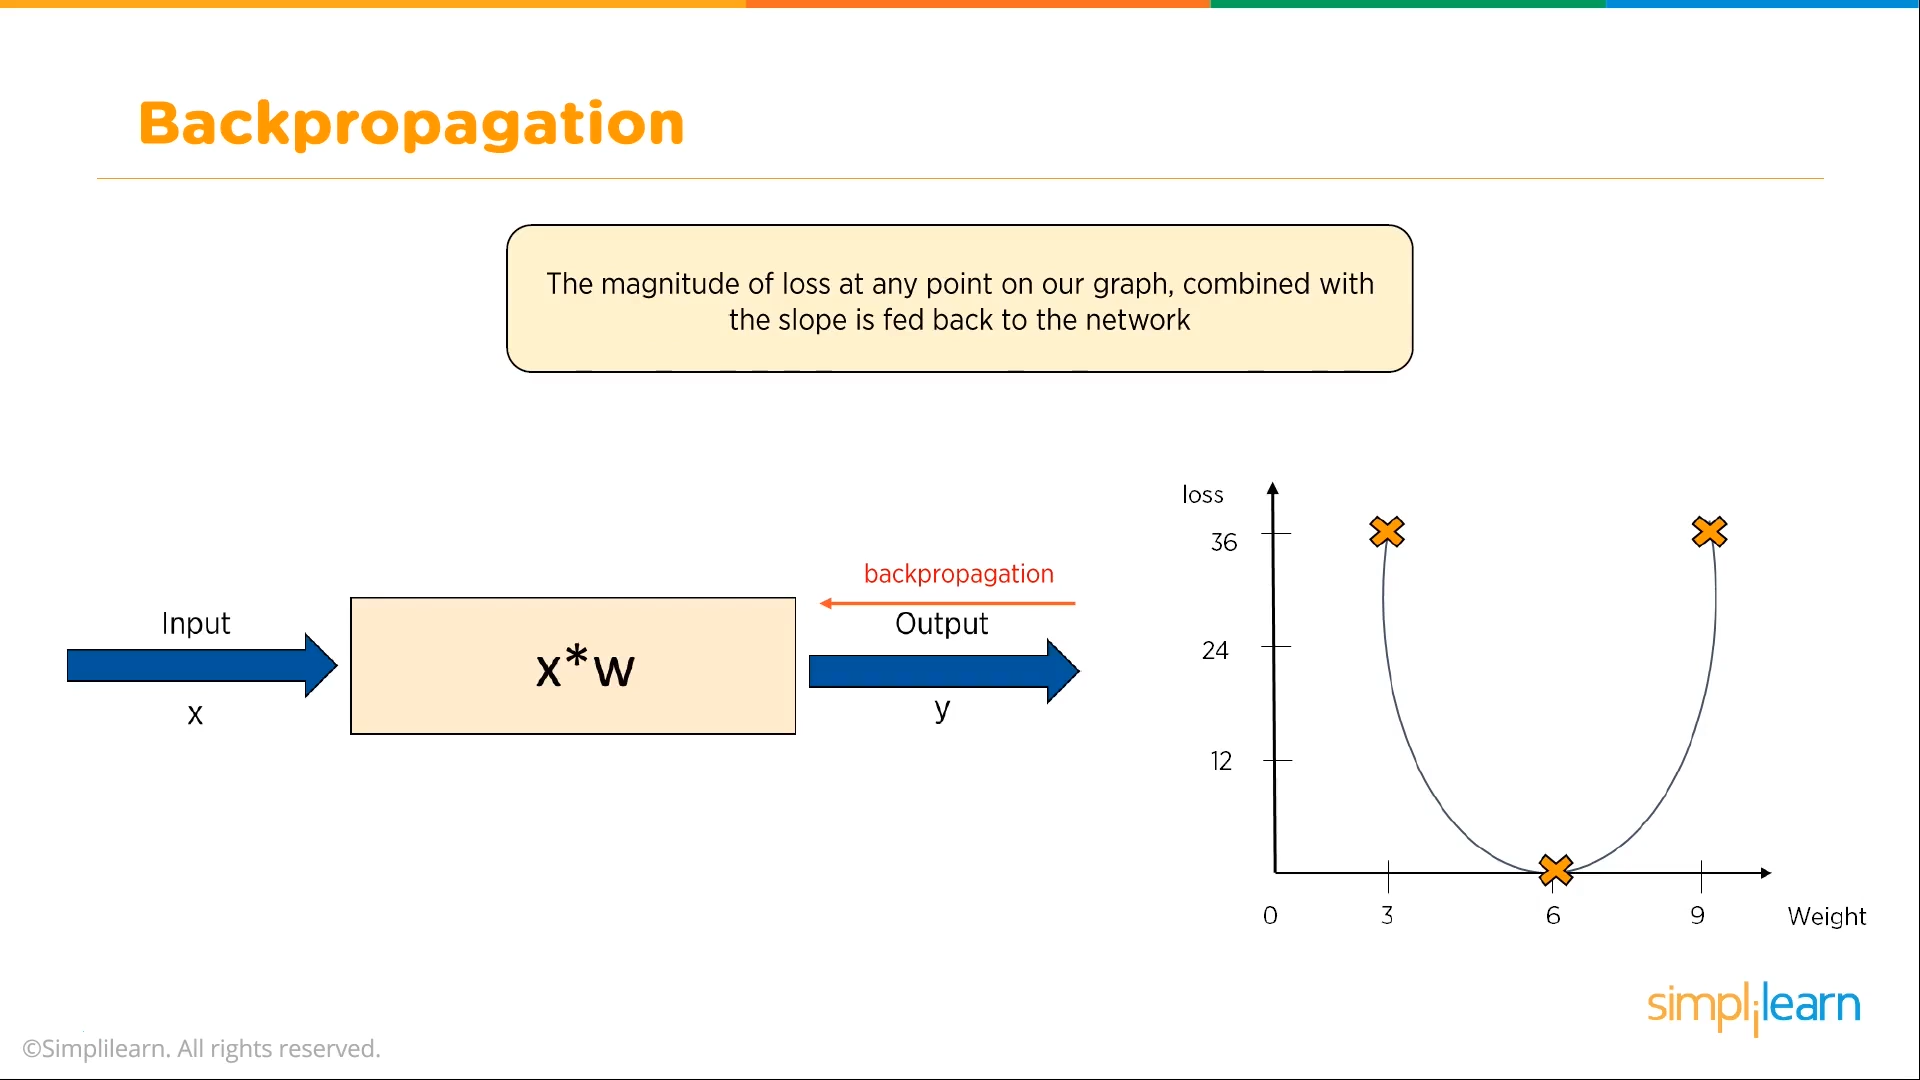 Backpropagation
The magnitude of loss at any point on our graph, combined with
the slope is fed back to the network
loss
36
backpropagation
Input
Output
x*w
24
x
y
12
0
3
6
9
Weight
simplilearn
©Simplilearn. All rights reserved.